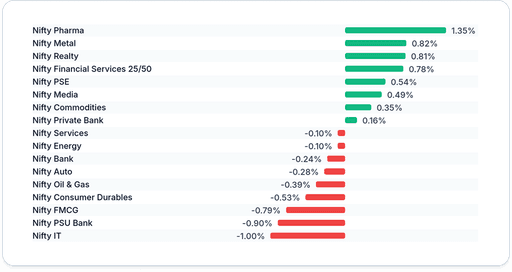 Nifty Pharma 1.35%
Nifty Metal 0.82%
Nifty Realty 0.81%
Nifty Financial Services 25/50 0.78%
Nifty PSE 0.54%
Nifty Media 0.49%
Nifty Commodities 0.35%
Nifty Private Bank 0.16%
Nifty Services -0.10%
Nifty Energy -0.10%
Nifty Bank -0.24%
Nifty Auto -0.28%
Nifty Oil & Gas -0.39%
Nifty Consumer Durables -0.53%
Nifty FMCG -0.79%
Nifty PSU Bank -0.90%
Nifty IT -1.00%